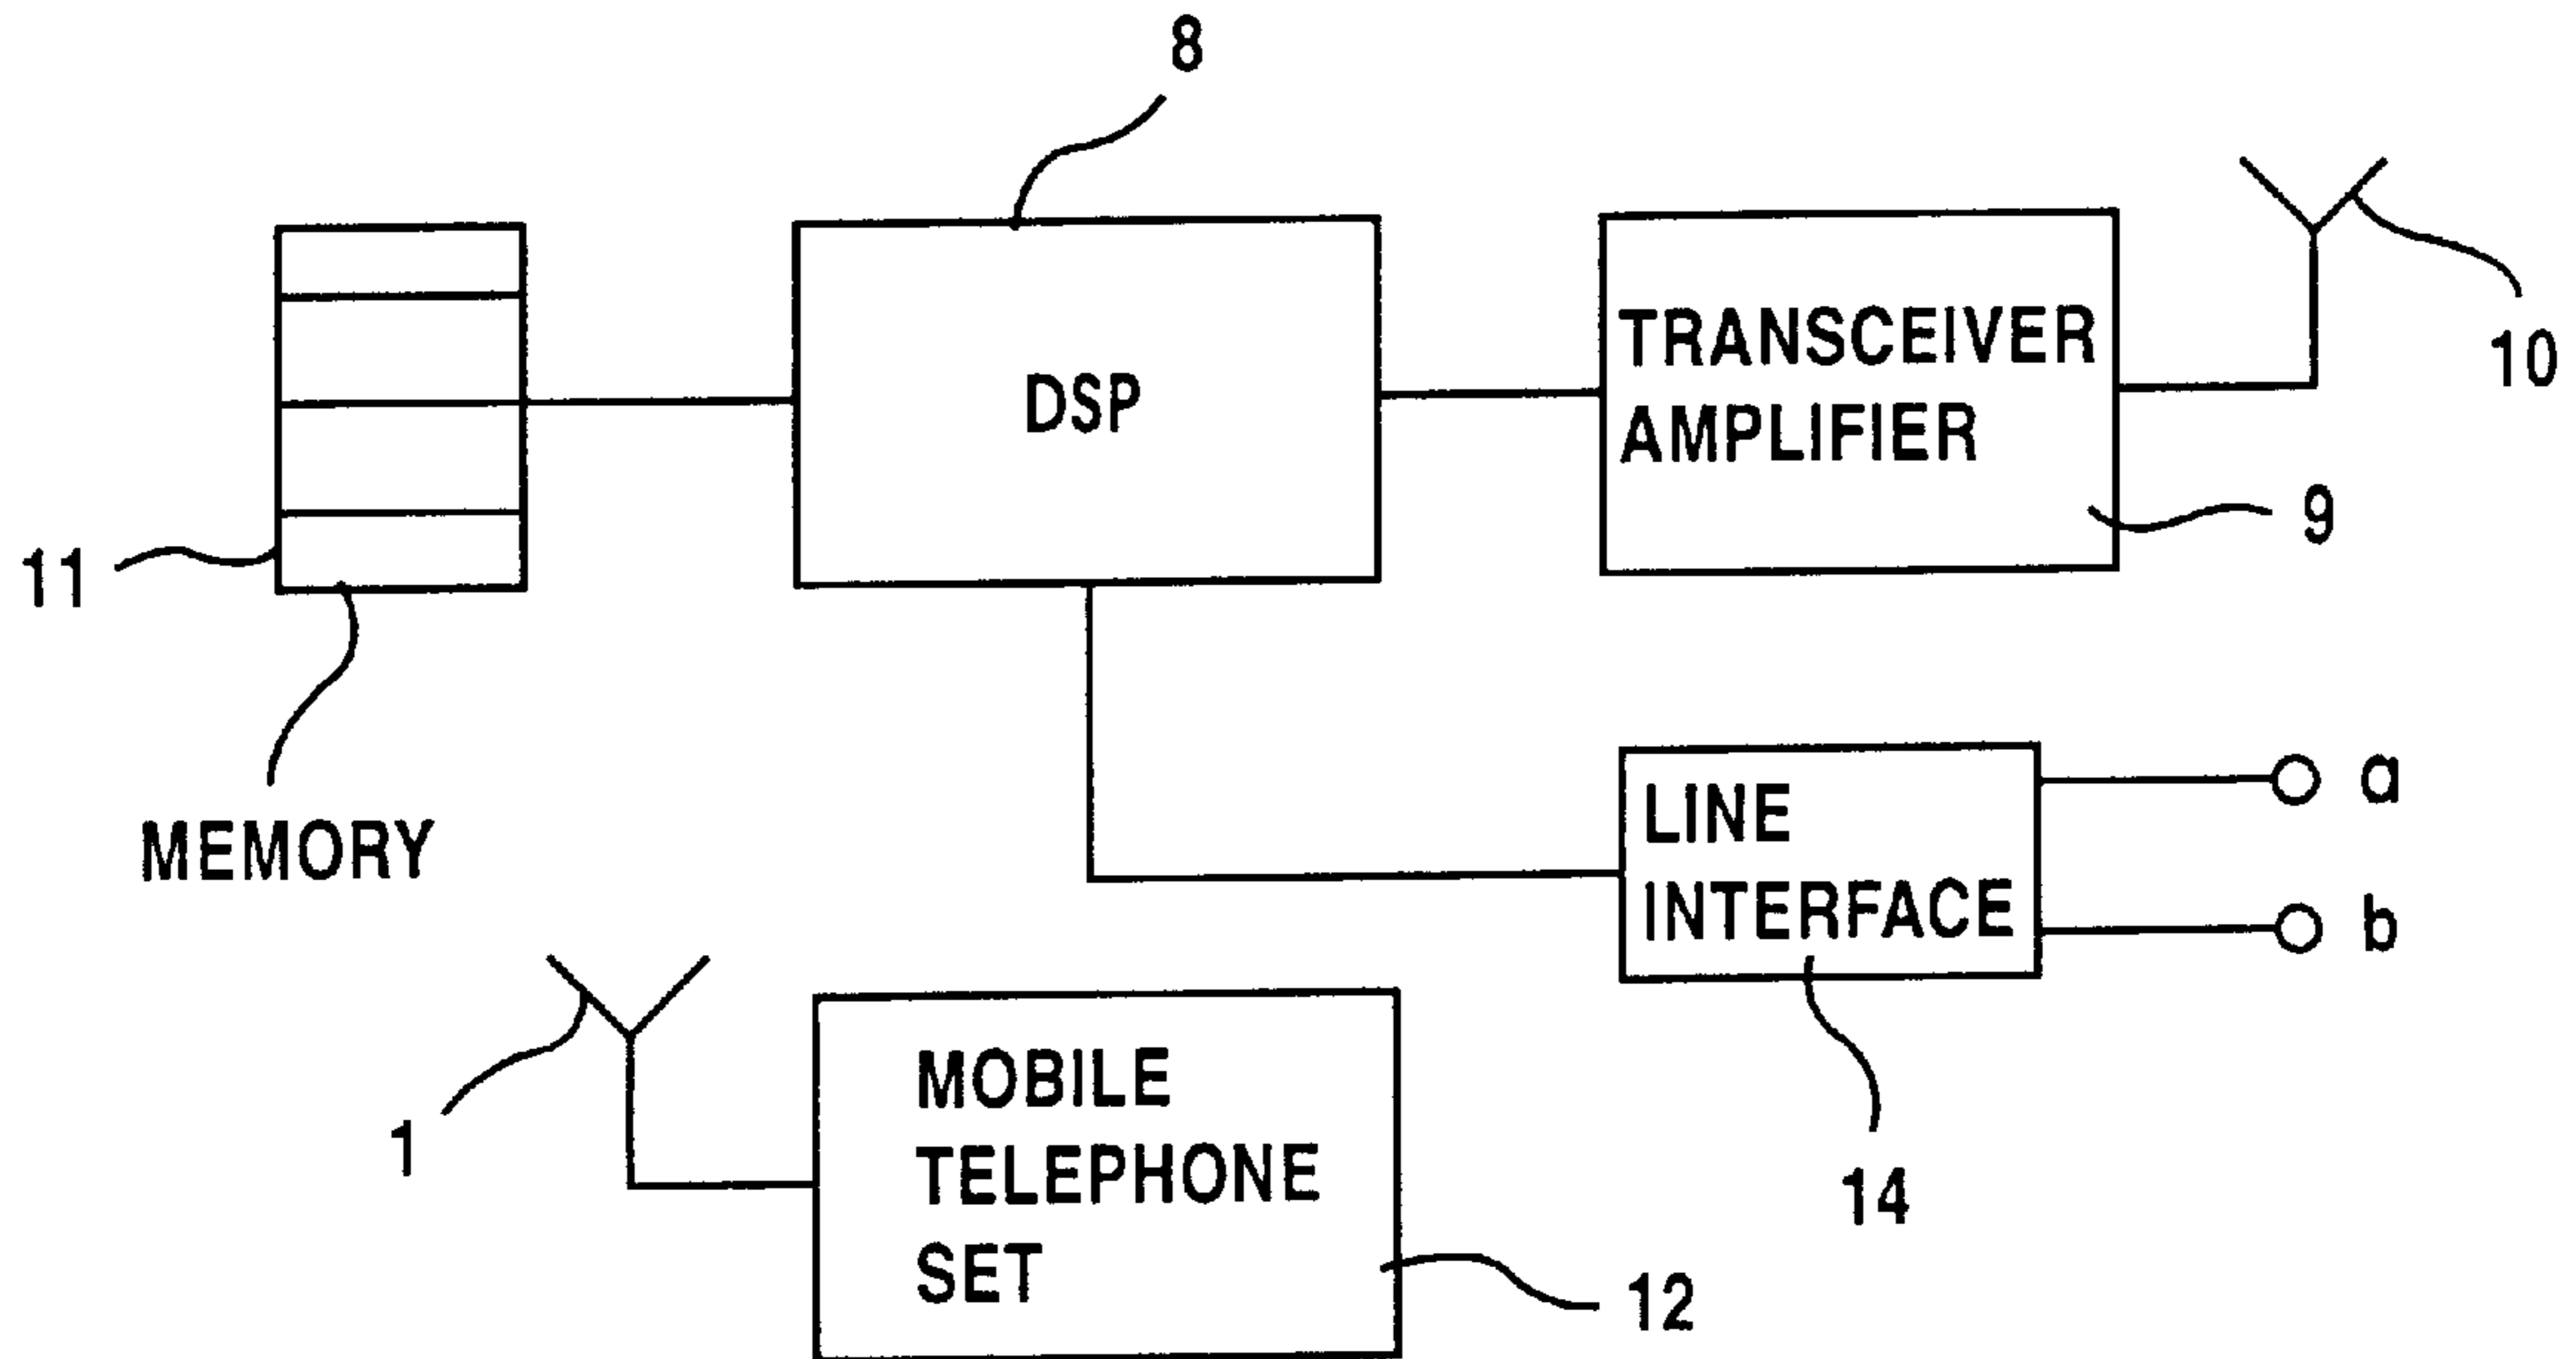 8
DSP
TRANSCEIVER
AMPLIFIER
10
9
11
MEMORY
LINE
INTERFACE
a
b
14
1
MOBILE
TELEPHONE
SET
12